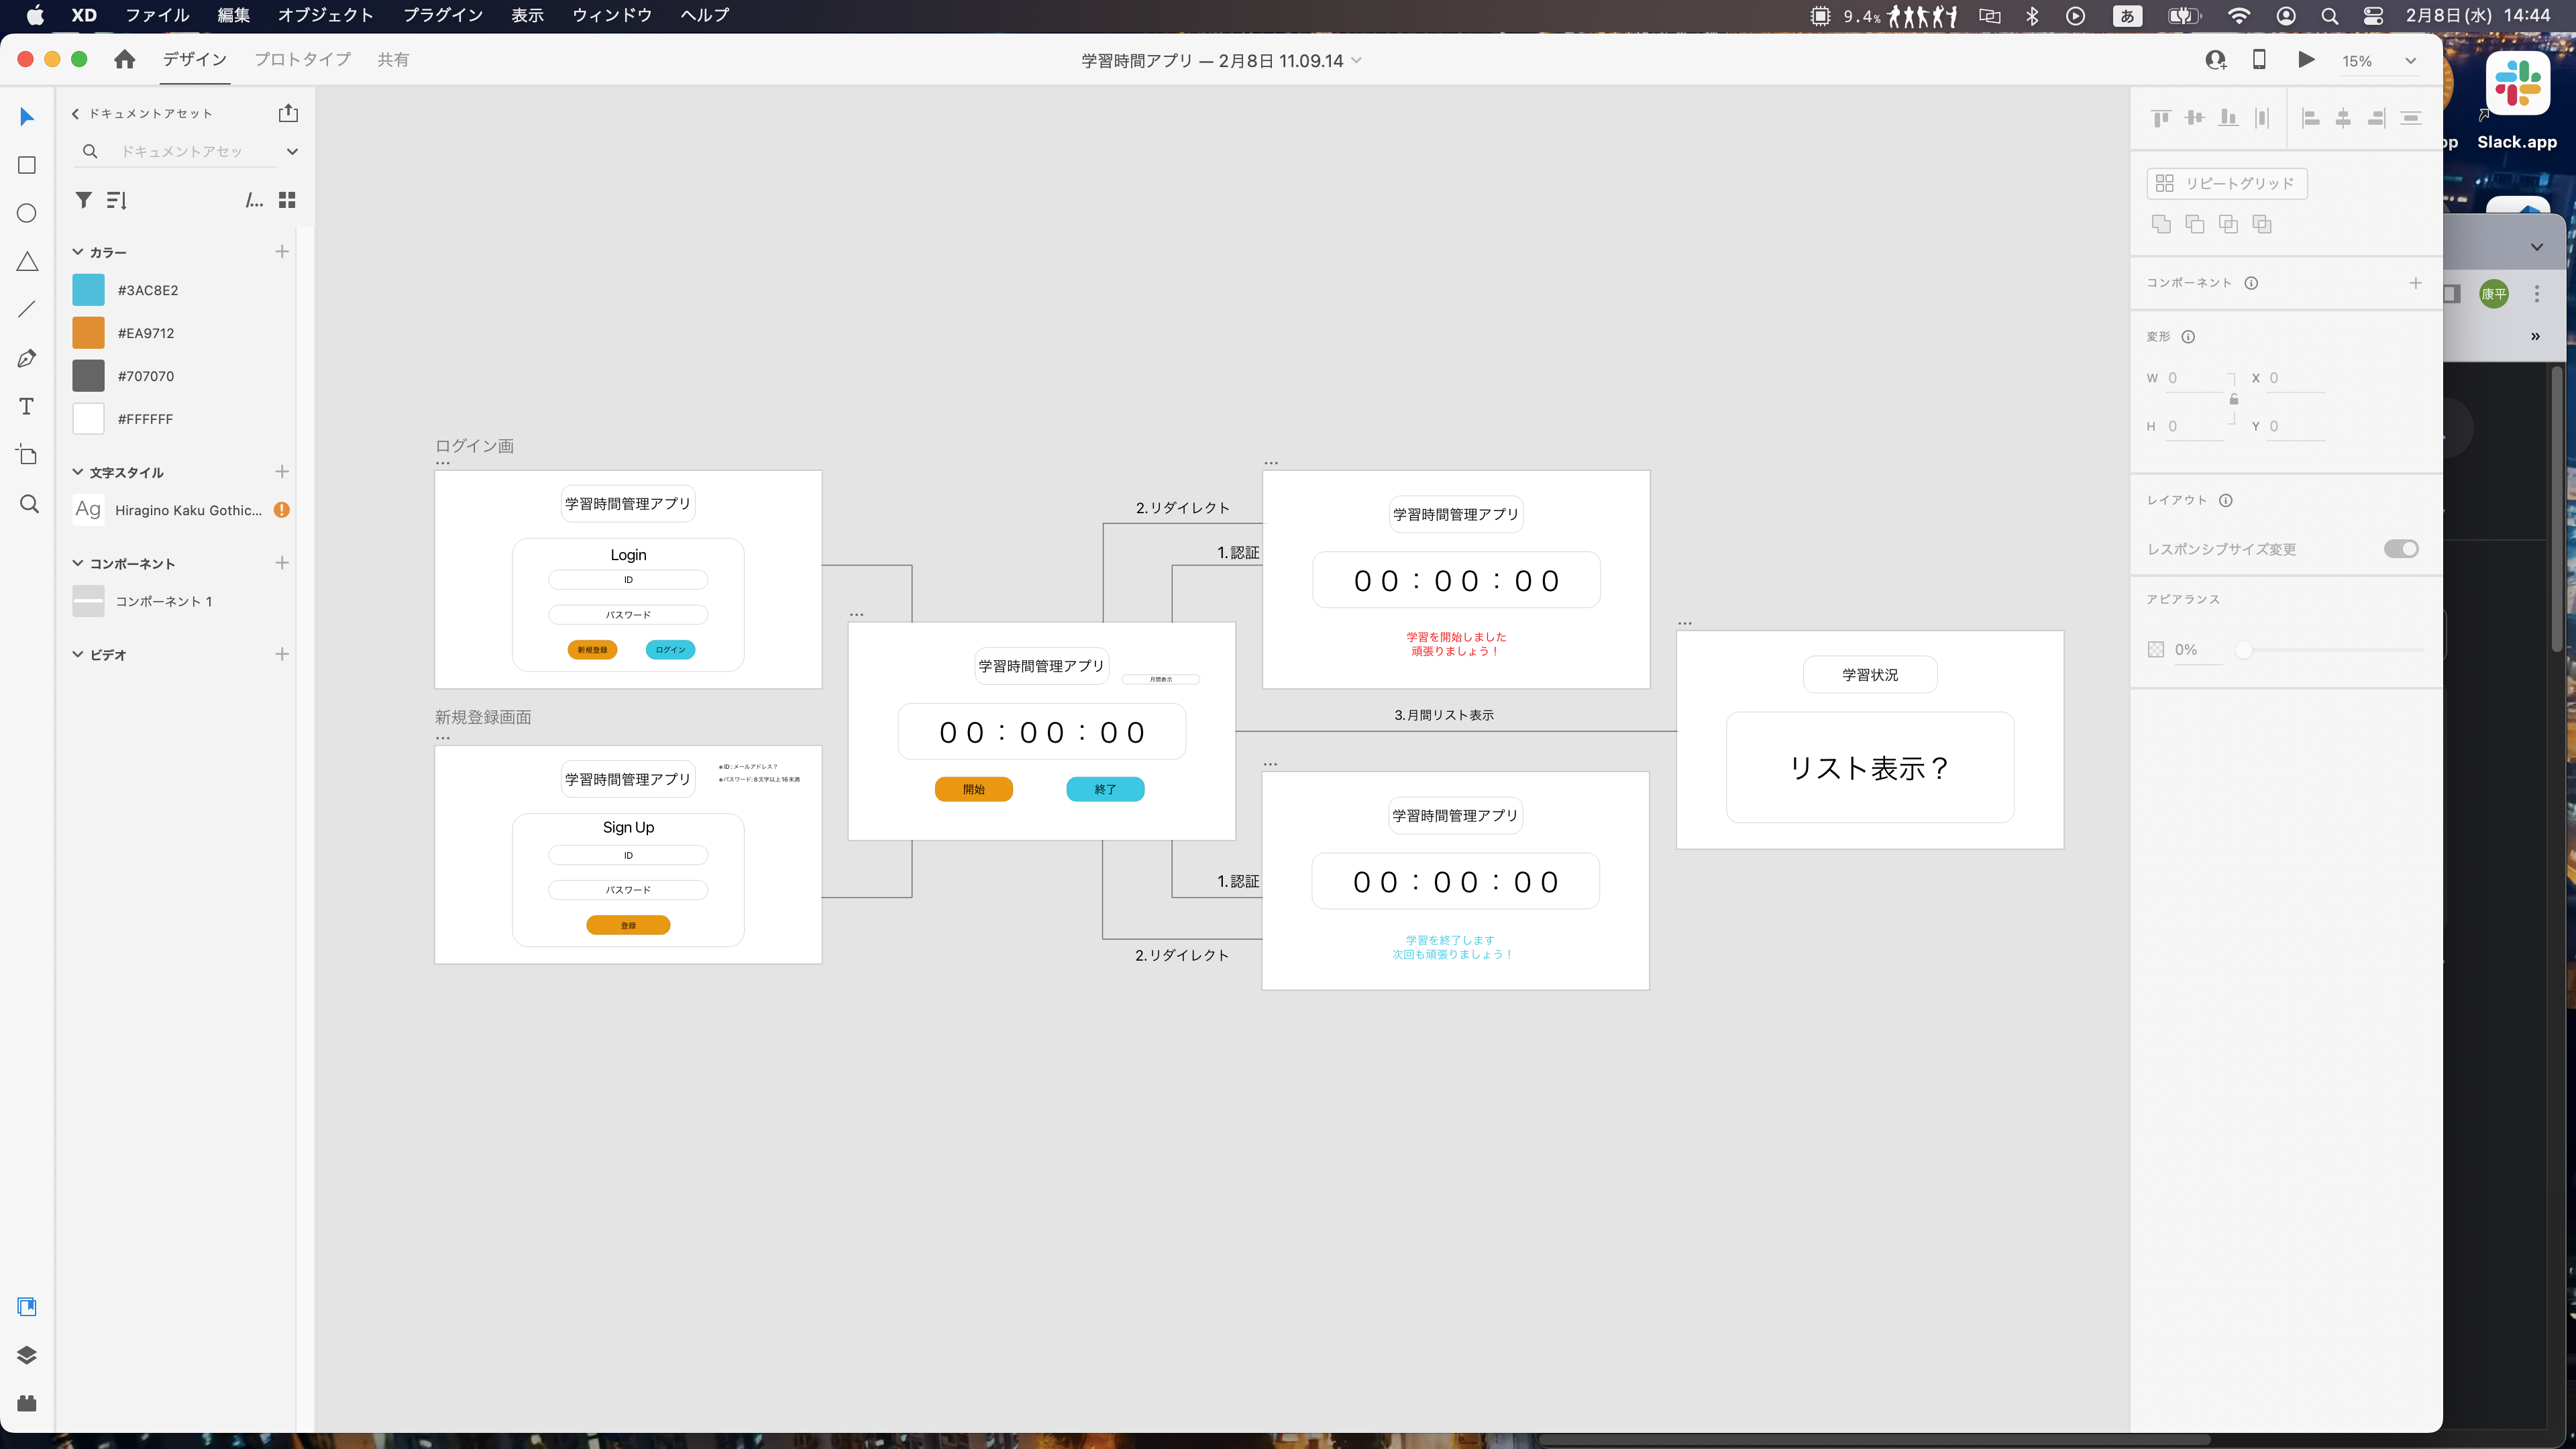 XD ファイル 編集 オブジェクト プラグイン 表示 ウィンドウ ヘルプ
9.4% あ 2月8日(水) 14:44
デザイン プロトタイプ 共有
学習時間アプリ — 2月8日 11.09.14
15%
Slack.app
ドキュメントアセット
ドキュメントアセッ
/...
カラー
#3AC8E2
#EA9712
#707070
#FFFFFF
文字スタイル
Ag Hiragino Kaku Gothic...
コンポーネント
コンポーネント 1
ビデオ
ログイン画
...
学習時間管理アプリ
Login
ID
パスワード
新規登録 ログイン
新規登録画面
...
学習時間管理アプリ
※ID:メールアドレス?
※パスワード:8文字以上16未満
Sign Up
ID
パスワード
登録
...
学習時間管理アプリ
月間表示
00:00:00
開始 終了
2.リダイレクト
1.認証
...
学習時間管理アプリ
00:00:00
学習を開始しました
頑張りましょう!
3.月間リスト表示
1.認証
2.リダイレクト
...
学習時間管理アプリ
00:00:00
学習を終了します
次回も頑張りましょう!
...
学習状況
リスト表示?
リピートグリッド
コンポーネント
変形
W 0 X 0
H 0 Y 0
レイアウト
レスポンシブサイズ変更
アピアランス
0%
康平